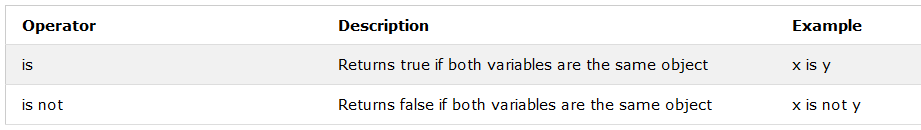 Operator Description Example
is Returns true if both variables are the same object x is y
is not Returns false if both variables are the same object x is not y